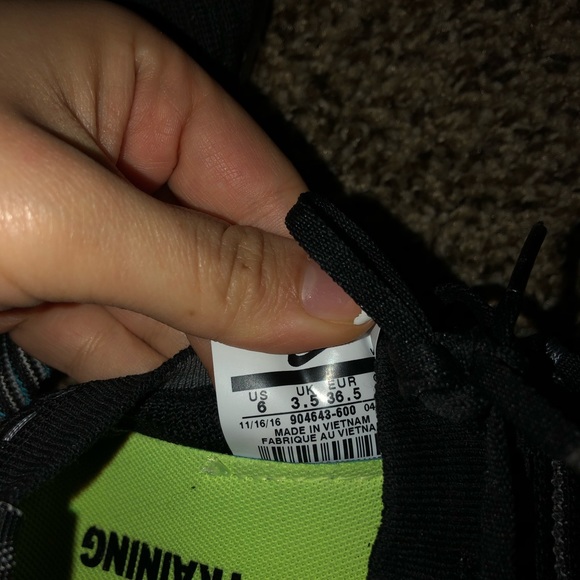 US UK EUR
6 3.5 36.5
11/16/16 904643-600 04
MADE IN VIETNAM
FABRIQUE AU VIETNAM
TRAINING